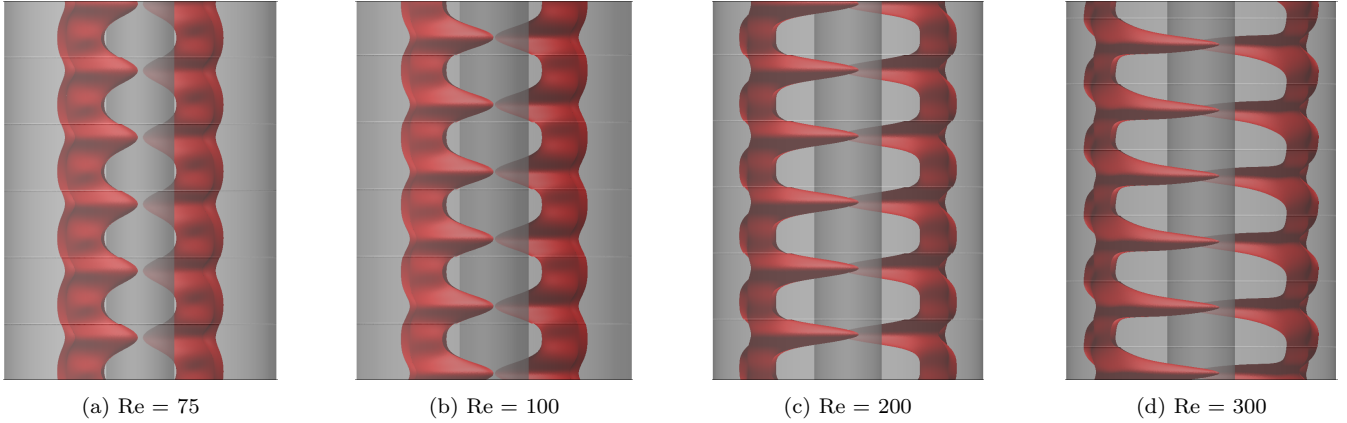 (a) Re = 75
(b) Re = 100
(c) Re = 200
(d) Re = 300